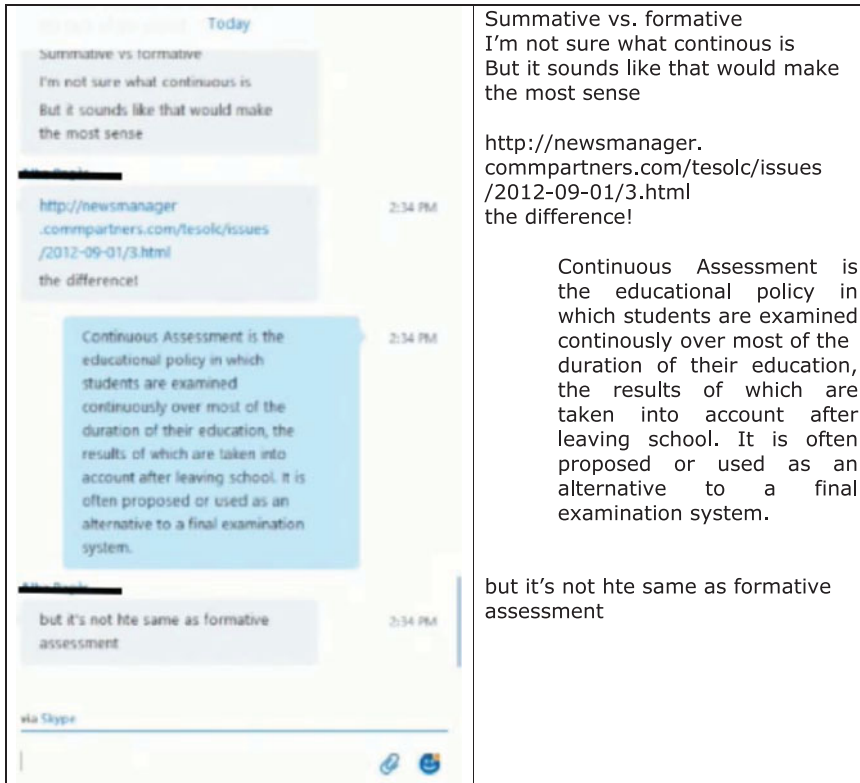 Today
Summative vs formative
I'm not sure what continuous is
But it sounds like that would make
the most sense
http://newsmanager
.commpartners.com/tesolc/issues
/2012-09-01/3.html
the difference!
2:34 PM
Continuous Assessment is the
educational policy in which
students are examined
continuously over most of the
duration of their education, the
results of which are taken into
account after leaving school. It is
often proposed or used as an
alternative to a final examination
system.
2:34 PM
but it's not hte same as formative
assessment
2:34 PM
via Skype
Summative vs. formative
I’m not sure what continous is
But it sounds like that would make
the most sense
http://newsmanager.
commpartners.com/tesolc/issues
/2012-09-01/3.html
the difference!
Continuous Assessment is
the educational policy in
which students are examined
continously over most of the
duration of their education,
the results of which are
taken into account after
leaving school. It is often
proposed or used as an
alternative to a final
examination system.
but it’s not hte same as formative
assessment